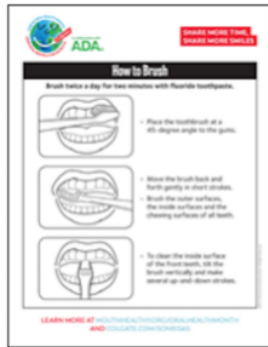 ADA.
SHARE MORE TIME,
SHARE MORE SMILES
How to Brush
Brush twice a day for two minutes with fluoride toothpaste.
• Place the toothbrush at a
45-degree angle to the gums.
• Move the brush back and
forth gently in short strokes.
• Brush the outer surfaces,
the inside surfaces and the
chewing surfaces of all teeth.
• To clean the inside surface
of the front teeth, tilt the
brush vertically and make
several up-and-down strokes.
LEARN MORE AT MOUTHHEALTHY.ORG/ORALHEALTHMONTH
AND COLGATE.COM/SONRISAS